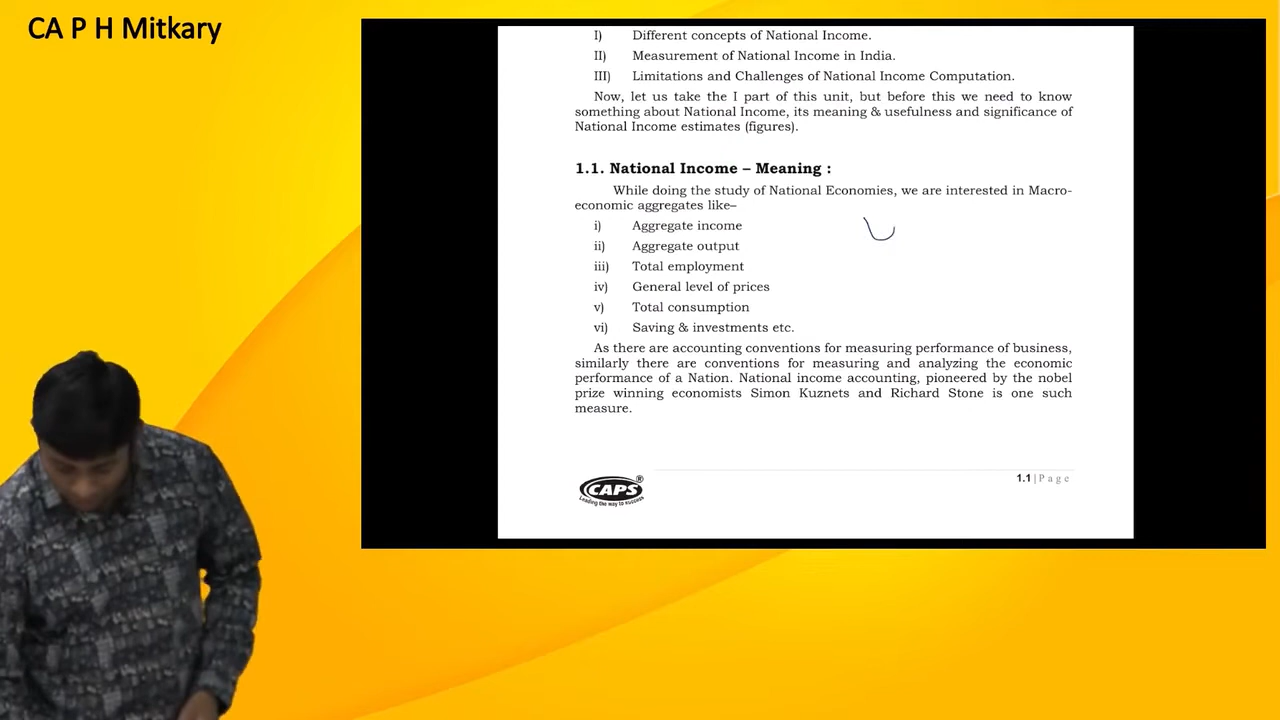 CA P H Mitkary
I) Different concepts of National Income.
II) Measurement of National Income in India.
III) Limitations and Challenges of National Income Computation.
Now, let us take the I part of this unit, but before this we need to know
something about National Income, its meaning & usefulness and significance of
National Income estimates (figures).
1.1. National Income – Meaning :
While doing the study of National Economies, we are interested in Macro-
economic aggregates like–
i) Aggregate income
ii) Aggregate output
iii) Total employment
iv) General level of prices
v) Total consumption
vi) Saving & investments etc.
As there are accounting conventions for measuring performance of business,
similarly there are conventions for measuring and analyzing the economic
performance of a Nation. National income accounting, pioneered by the nobel
prize winning economists Simon Kuznets and Richard Stone is one such
measure.
1.1 | P a g e
CAPS®
Leading the way to success